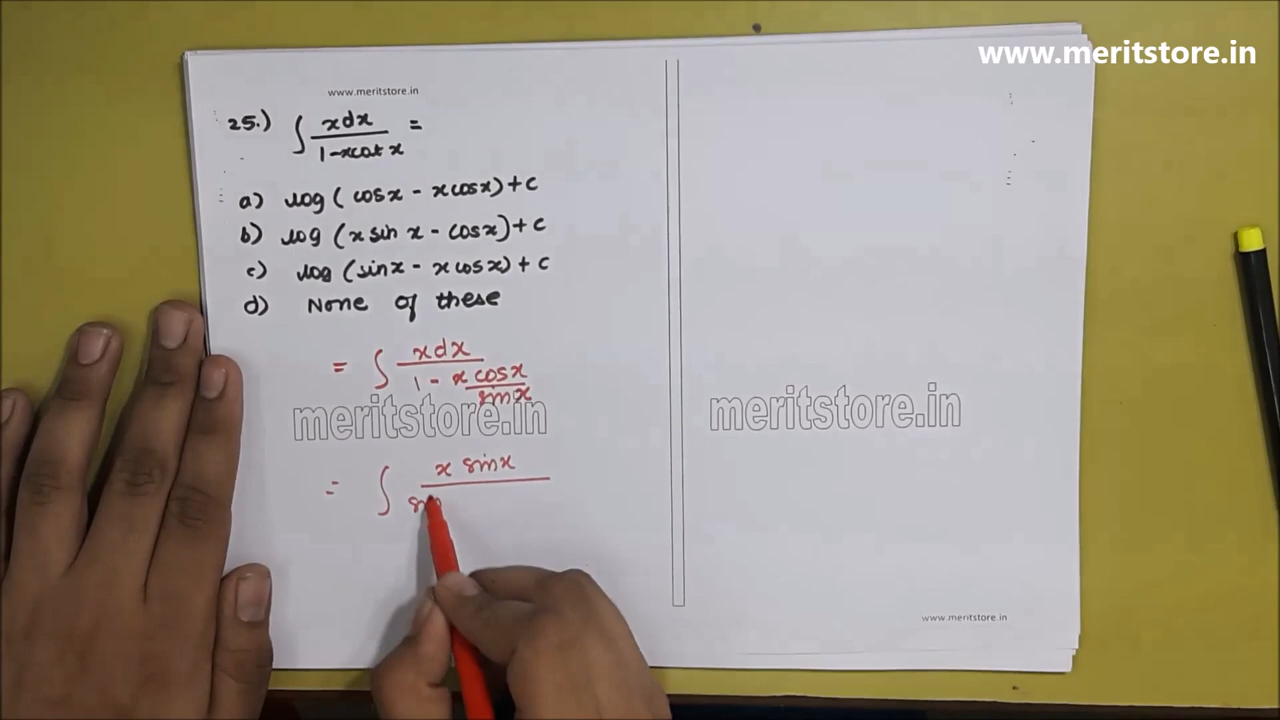 www.meritstore.in
www.meritstore.in
25.) ∫ xdx / 1-xcot x =
a) log ( cosx - xcosx) + c
b) log (x sin x - cosx) + c
c) log (sinx - xcosx) + c
d) None of these
= ∫ xdx / 1 - x cosx / sinx
meritstore.in meritstore.in
= ∫ x sinx /
www.meritstore.in